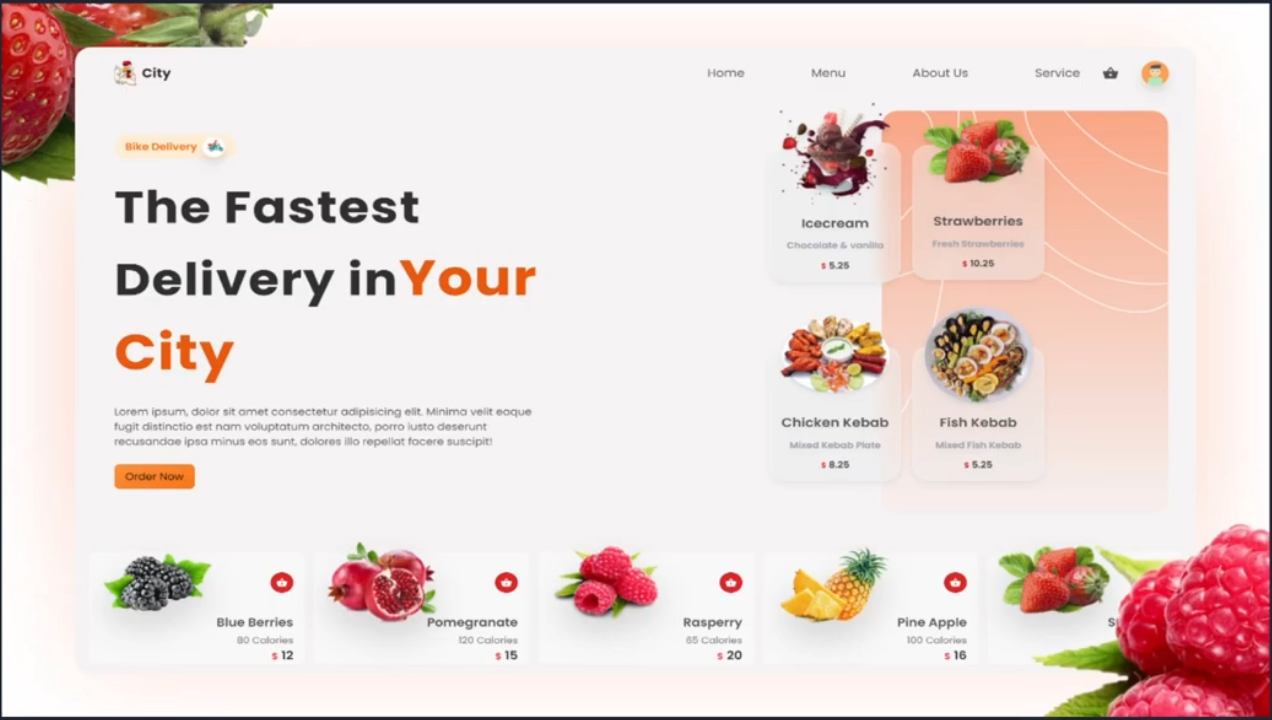 City
Home
Menu
About Us
Service
Bike Delivery
The Fastest
Delivery inYour
City
Lorem ipsum, dolor sit amet consectetur adipisicing elit. Minima velit eaque
fugit distinctio est nam voluptatum architecto, porro iusto deserunt
recusandae ipsa minus eos sunt, dolores illo repellat facere suscipit!
Order Now
Icecream
Chocolate & vanilla
$ 5.25
Strawberries
Fresh Strawberries
$ 10.25
Chicken Kebab
Mixed Kebab Plate
$ 8.25
Fish Kebab
Mixed Fish Kebab
$ 5.25
Blue Berries
80 Calories
$ 12
Pomegranate
120 Calories
$ 15
Rasperry
65 Calories
$ 20
Pine Apple
100 Calories
$ 16